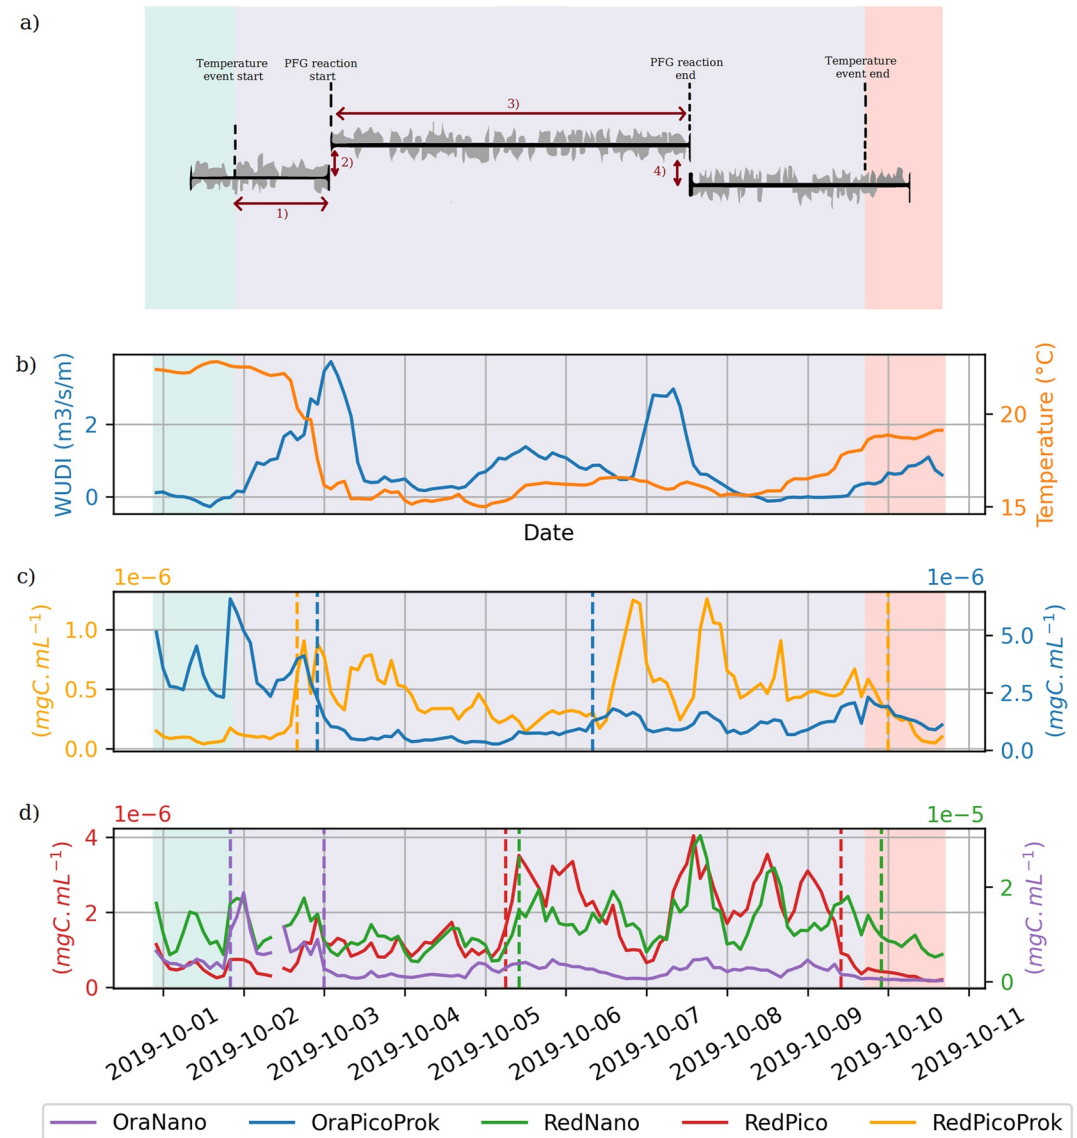 a)
Temperature
event start
PFG reaction
start
PFG reaction
end
Temperature
event end
3)
2)
4)
1)
b)
WUDI (m3/s/m)
2
0
20
15
Temperature (°C)
Date
c)
1e−6
1e−6
(mgC.mL⁻¹)
1.0
0.5
0.0
5.0
2.5
0.0
(mgC.mL⁻¹)
d)
1e−6
1e−5
(mgC.mL⁻¹)
4
2
0
2
0
(mgC.mL⁻¹)
2019-10-01
2019-10-02
2019-10-03
2019-10-04
2019-10-05
2019-10-06
2019-10-07
2019-10-08
2019-10-09
2019-10-10
2019-10-11
OraNano OraPicoProk RedNano RedPico RedPicoProk